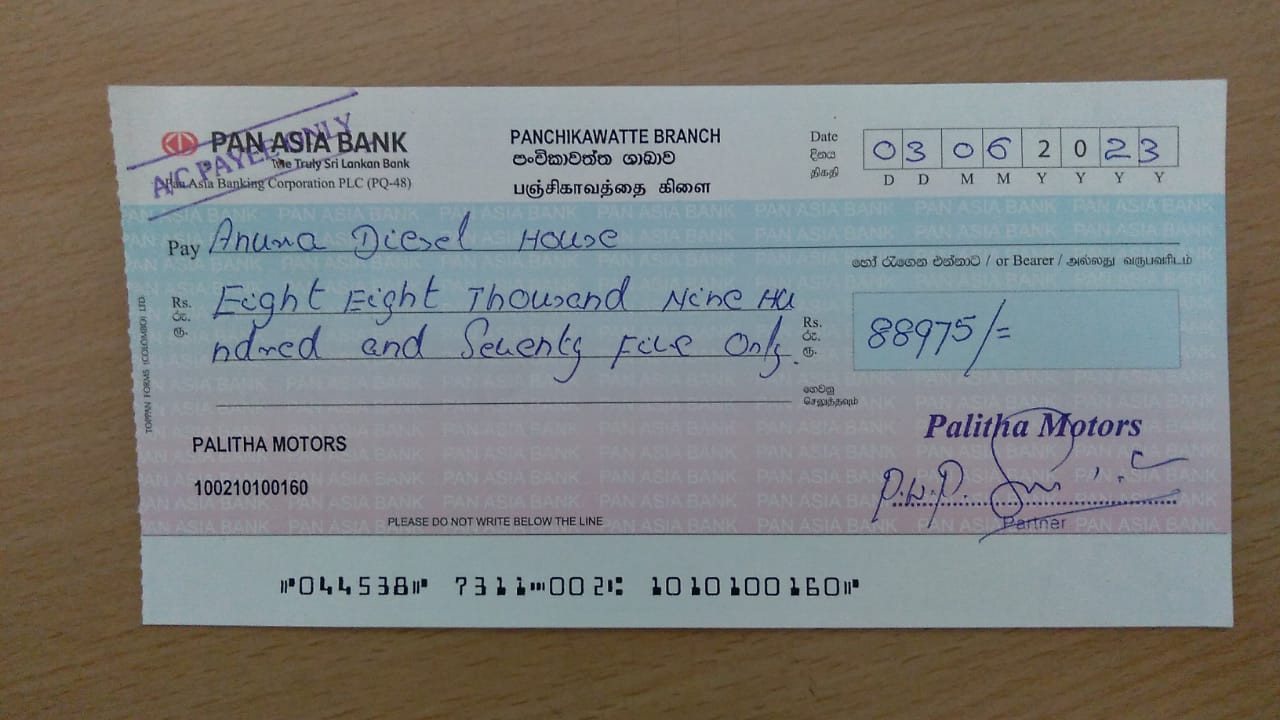 PAN ASIA BANK
The Truly Sri Lankan Bank
Pan Asia Banking Corporation PLC (PQ-48)
A/C PAYEE ONLY
PANCHIKAWATTE BRANCH
පංචිකාවත්ත ශාඛාව
பஞ்சிகாவத்தை கிளை
Date
දිනය
திகதி
03 06 2023
D D M M Y Y Y Y
Pay Anura Diesel House
හෝ රැගෙන එන්නාට / or Bearer / அல்லது வருபவரிடம்
Rs.
රු.
ரூ.
Eight Eight Thousand Nine Hu
ndred and Seventy Five Only.
Rs.
රු.
ரூ.
88975/=
ගෙවනු
செலுத்தவும்
TOPPAN FORMS (COLOMBO) LTD.
PALITHA MOTORS
100210100160
Palitha Motors
P.W.P.
Partner
PLEASE DO NOT WRITE BELOW THE LINE
⑈044538⑈ 7311⑉002⑆ 1010100160⑈